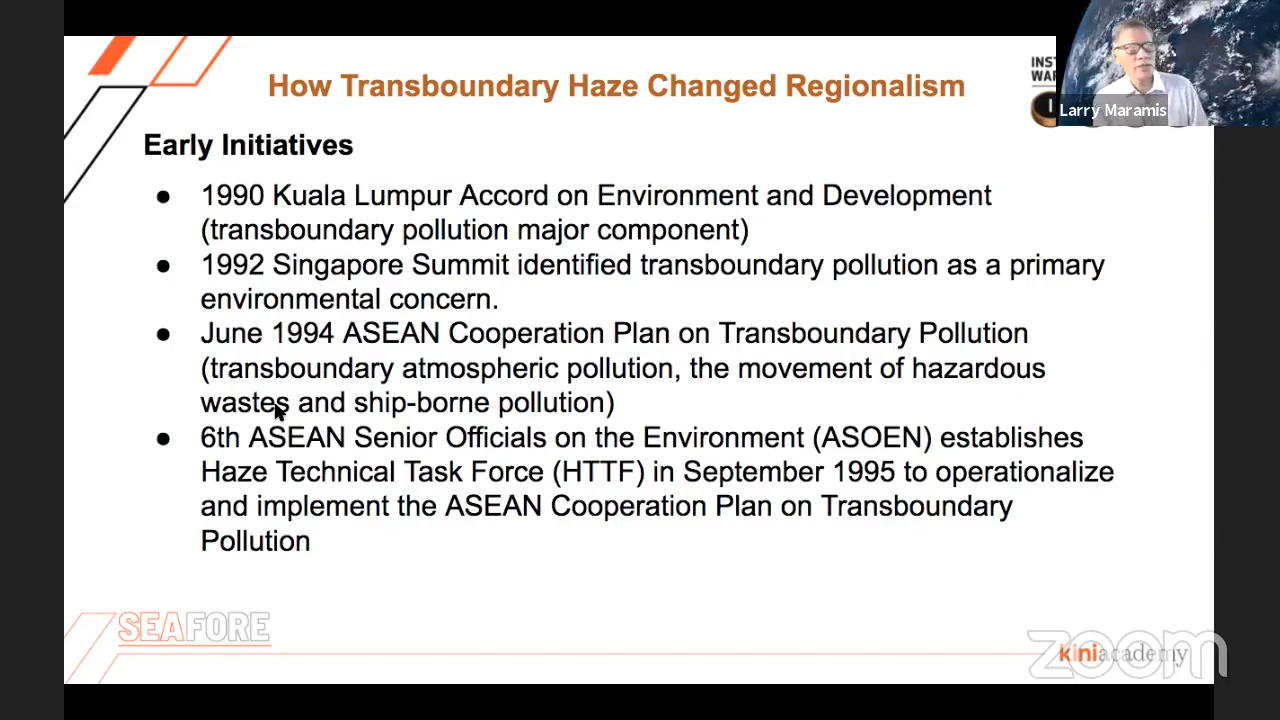 How Transboundary Haze Changed Regionalism
INST
WAR
Larry Maramis
Early Initiatives
● 1990 Kuala Lumpur Accord on Environment and Development
(transboundary pollution major component)
● 1992 Singapore Summit identified transboundary pollution as a primary
environmental concern.
● June 1994 ASEAN Cooperation Plan on Transboundary Pollution
(transboundary atmospheric pollution, the movement of hazardous
wastes and ship-borne pollution)
● 6th ASEAN Senior Officials on the Environment (ASOEN) establishes
Haze Technical Task Force (HTTF) in September 1995 to operationalize
and implement the ASEAN Cooperation Plan on Transboundary
Pollution
SEAFORE
kiniacademy
zoom